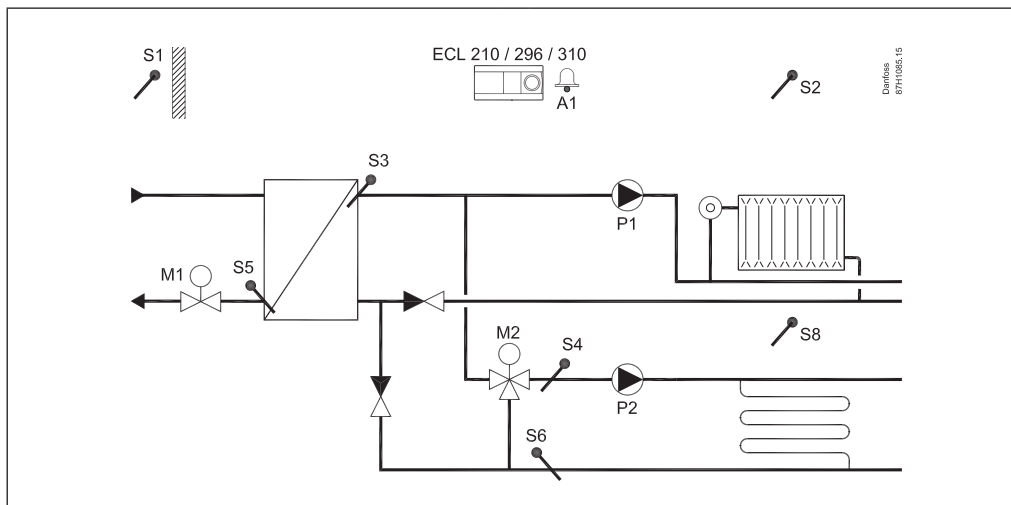 S1
ECL 210 / 296 / 310
A1
S2
Danfoss
87H1085.15
S3
P1
M1
S5
M2
S4
S8
P2
S6